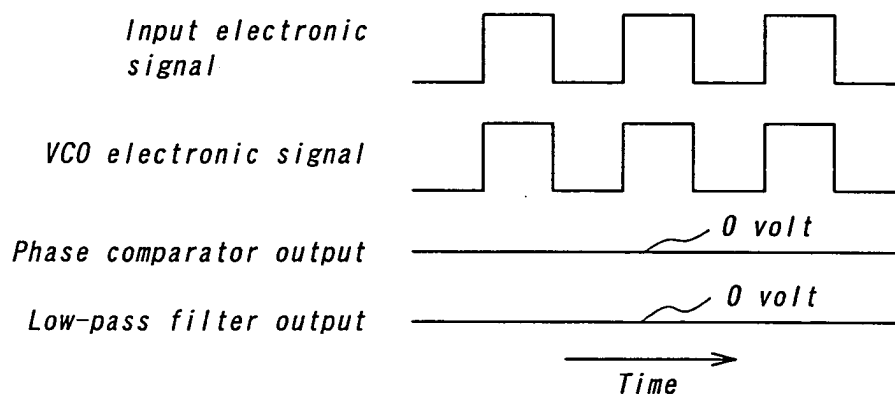 Input electronic
signal
VCO electronic signal
Phase comparator output
0 volt
Low-pass filter output
0 volt
Time